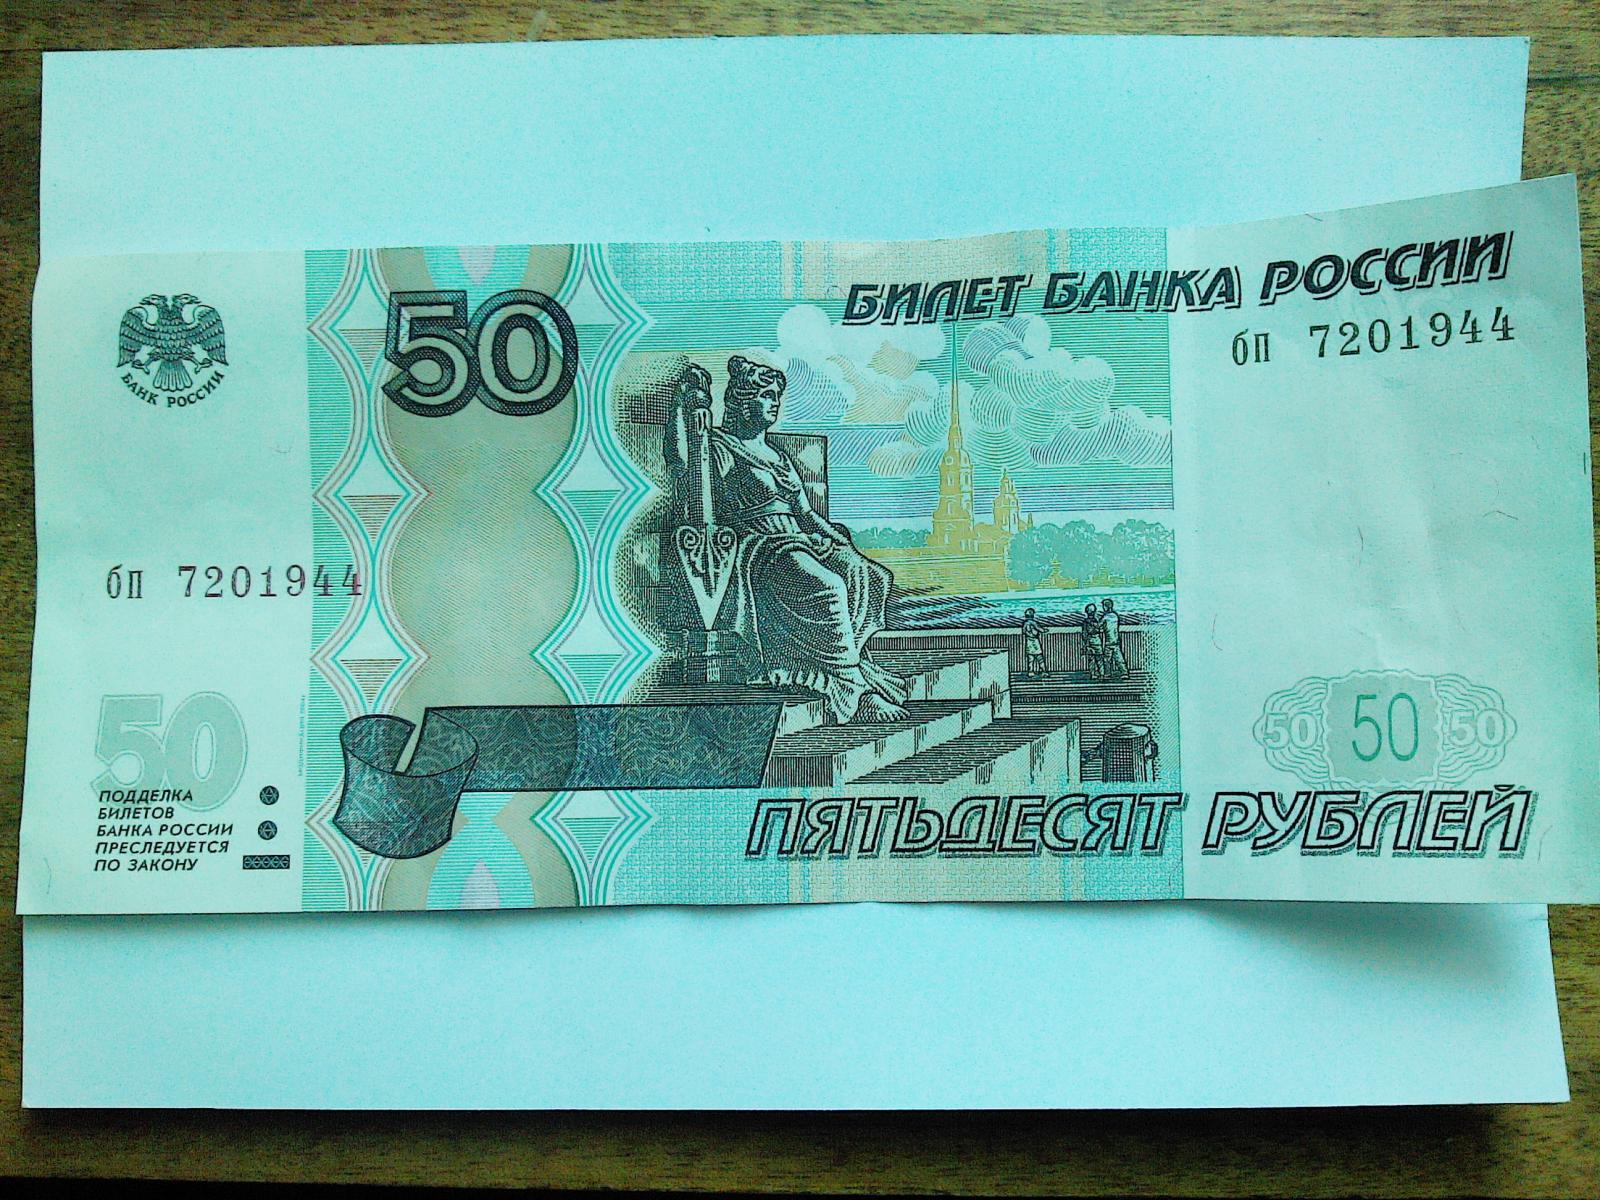 БИЛЕТ БАНКА РОССИИ
бп 7201944
50
БАНК РОССИИ
бп 7201944
50
ПОДДЕЛКА
БИЛЕТОВ
БАНКА РОССИИ
ПРЕСЛЕДУЕТСЯ
ПО ЗАКОНУ
50 50 50
ПЯТЬДЕСЯТ РУБЛЕЙ